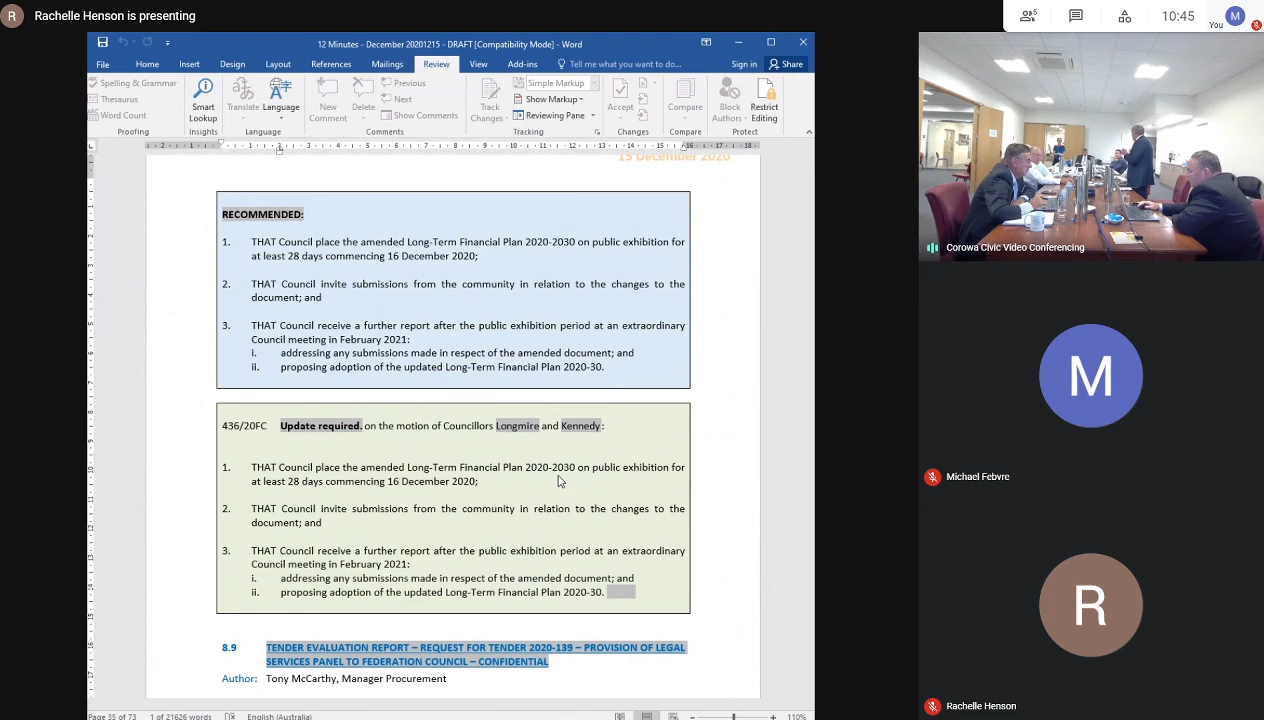 R
Rachelle Henson is presenting
5
10:45
You
M
12 Minutes - December 20201215 - DRAFT [Compatibility Mode] - Word
File
Home
Insert
Design
Layout
References
Mailings
Review
View
Add-ins
Tell me what you want to do...
Sign in
Share
Spelling & Grammar
Thesaurus
Word Count
Proofing
Smart
Lookup
Insights
Translate
Language
Language
New
Comment
Delete
Previous
Next
Show Comments
Comments
Track
Changes
Simple Markup
Show Markup
Reviewing Pane
Tracking
Accept
Changes
Compare
Compare
Block
Authors
Restrict
Editing
Protect
15 December 2020
RECOMMENDED:
1. THAT Council place the amended Long-Term Financial Plan 2020-2030 on public exhibition for
at least 28 days commencing 16 December 2020;
2. THAT Council invite submissions from the community in relation to the changes to the
document; and
3. THAT Council receive a further report after the public exhibition period at an extraordinary
Council meeting in February 2021:
i. addressing any submissions made in respect of the amended document; and
ii. proposing adoption of the updated Long-Term Financial Plan 2020-30.
436/20FC Update required. on the motion of Councillors Longmire and Kennedy:
1. THAT Council place the amended Long-Term Financial Plan 2020-2030 on public exhibition for
at least 28 days commencing 16 December 2020;
2. THAT Council invite submissions from the community in relation to the changes to the
document; and
3. THAT Council receive a further report after the public exhibition period at an extraordinary
Council meeting in February 2021:
i. addressing any submissions made in respect of the amended document; and
ii. proposing adoption of the updated Long-Term Financial Plan 2020-30.
8.9 TENDER EVALUATION REPORT – REQUEST FOR TENDER 2020-139 – PROVISION OF LEGAL
SERVICES PANEL TO FEDERATION COUNCIL – CONFIDENTIAL
Author: Tony McCarthy, Manager Procurement
Page 35 of 73
1 of 21626 words
English (Australia)
110%
Corowa Civic Video Conferencing
M
Michael Febvre
R
Rachelle Henson